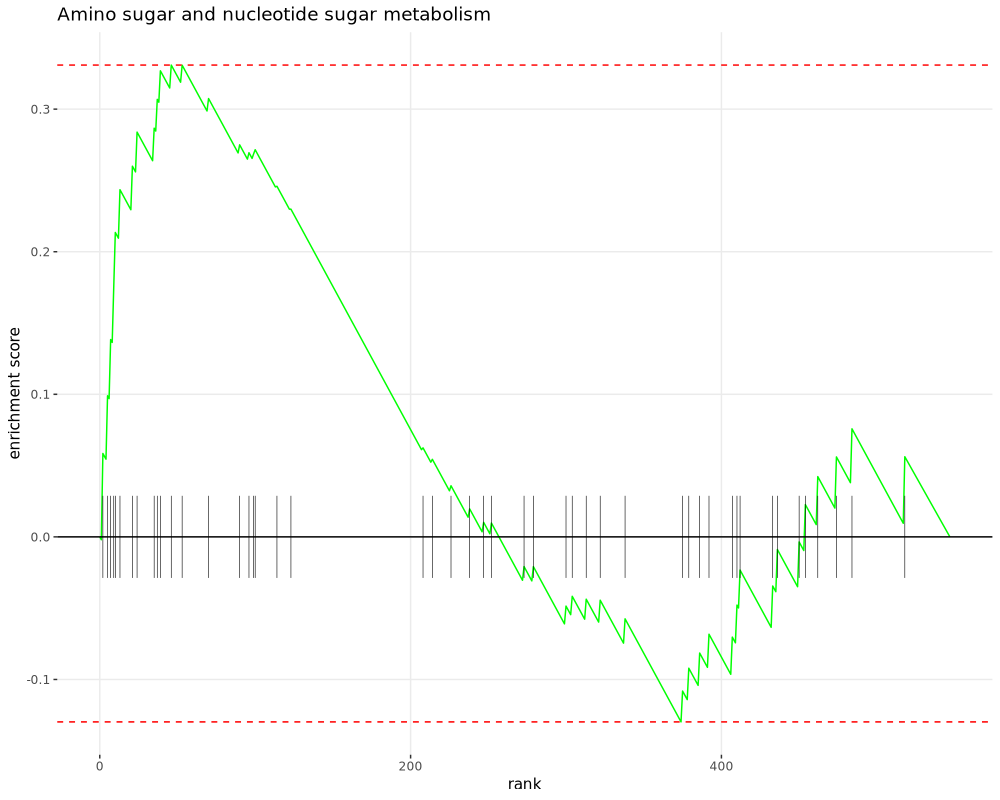 Amino sugar and nucleotide sugar metabolism
enrichment score
0.3
0.2
0.1
0.0
-0.1
0
200
400
rank